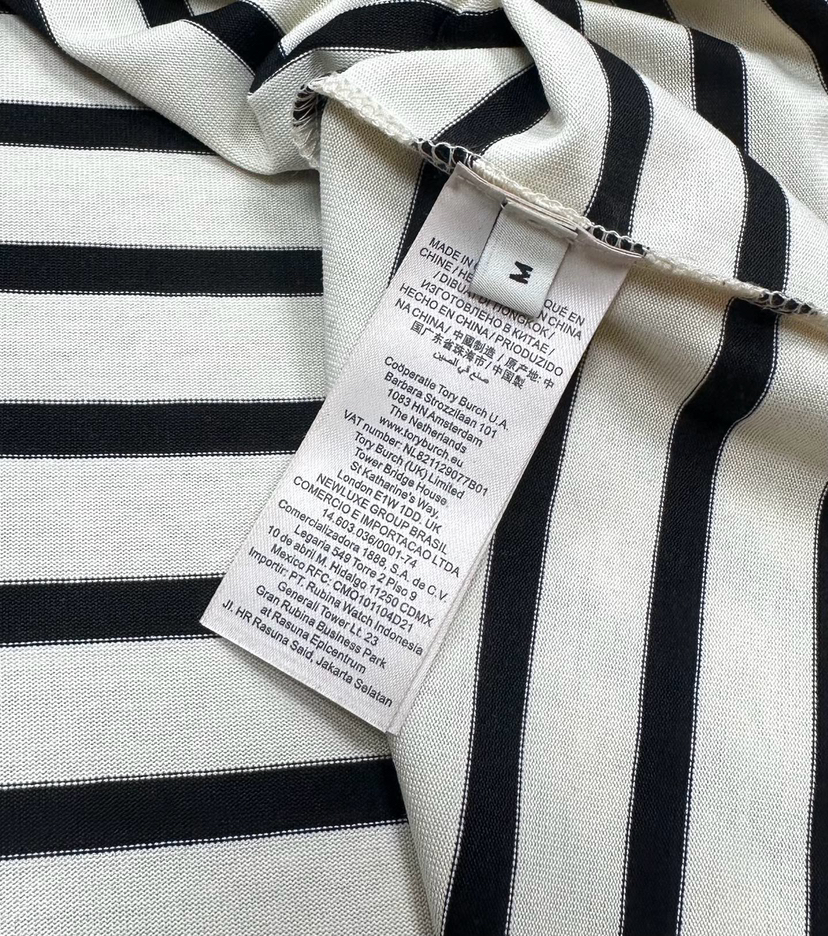 M
MADE IN QUÉ EN
CHINE / HE IN CHINA
/ DIBUAT DI TIONGKOK /
ИЗГОТОВЛЕНО В КИТАЕ /
HECHO EN CHINA / PRIODUZIDO
NA CHINA / 中國制造 / 原产地: 中
国广东省珠海市 / 中国製
صنع في الصين
Coöperatie Tory Burch U.A.
Barbara Strozzilaan 101
1083 HN Amsterdam
The Netherlands
www.toryburch.eu
VAT number: NL821129077B01
Tory Burch (UK) Limited
Tower Bridge House
St Katharine's Way,
London E1W 1DD. UK
NEWLUXE GROUP BRASIL
COMERCIO E IMPORTACAO LTDA
14.603.036/0001-74
Comercializadora 1888, S.A. de C.V.
Legaria 549 Torre 2 Piso 9
10 de abril M. Hidalgo 11250 CDMX
Mexico RFC: CMO101104D21
Importir: PT. Rubina Watch Indonesia
Generali Tower Lt. 23
Gran Rubina Business Park
at Rasuna Epicentrum
Jl. HR Rasuna Said, Jakarta Selatan